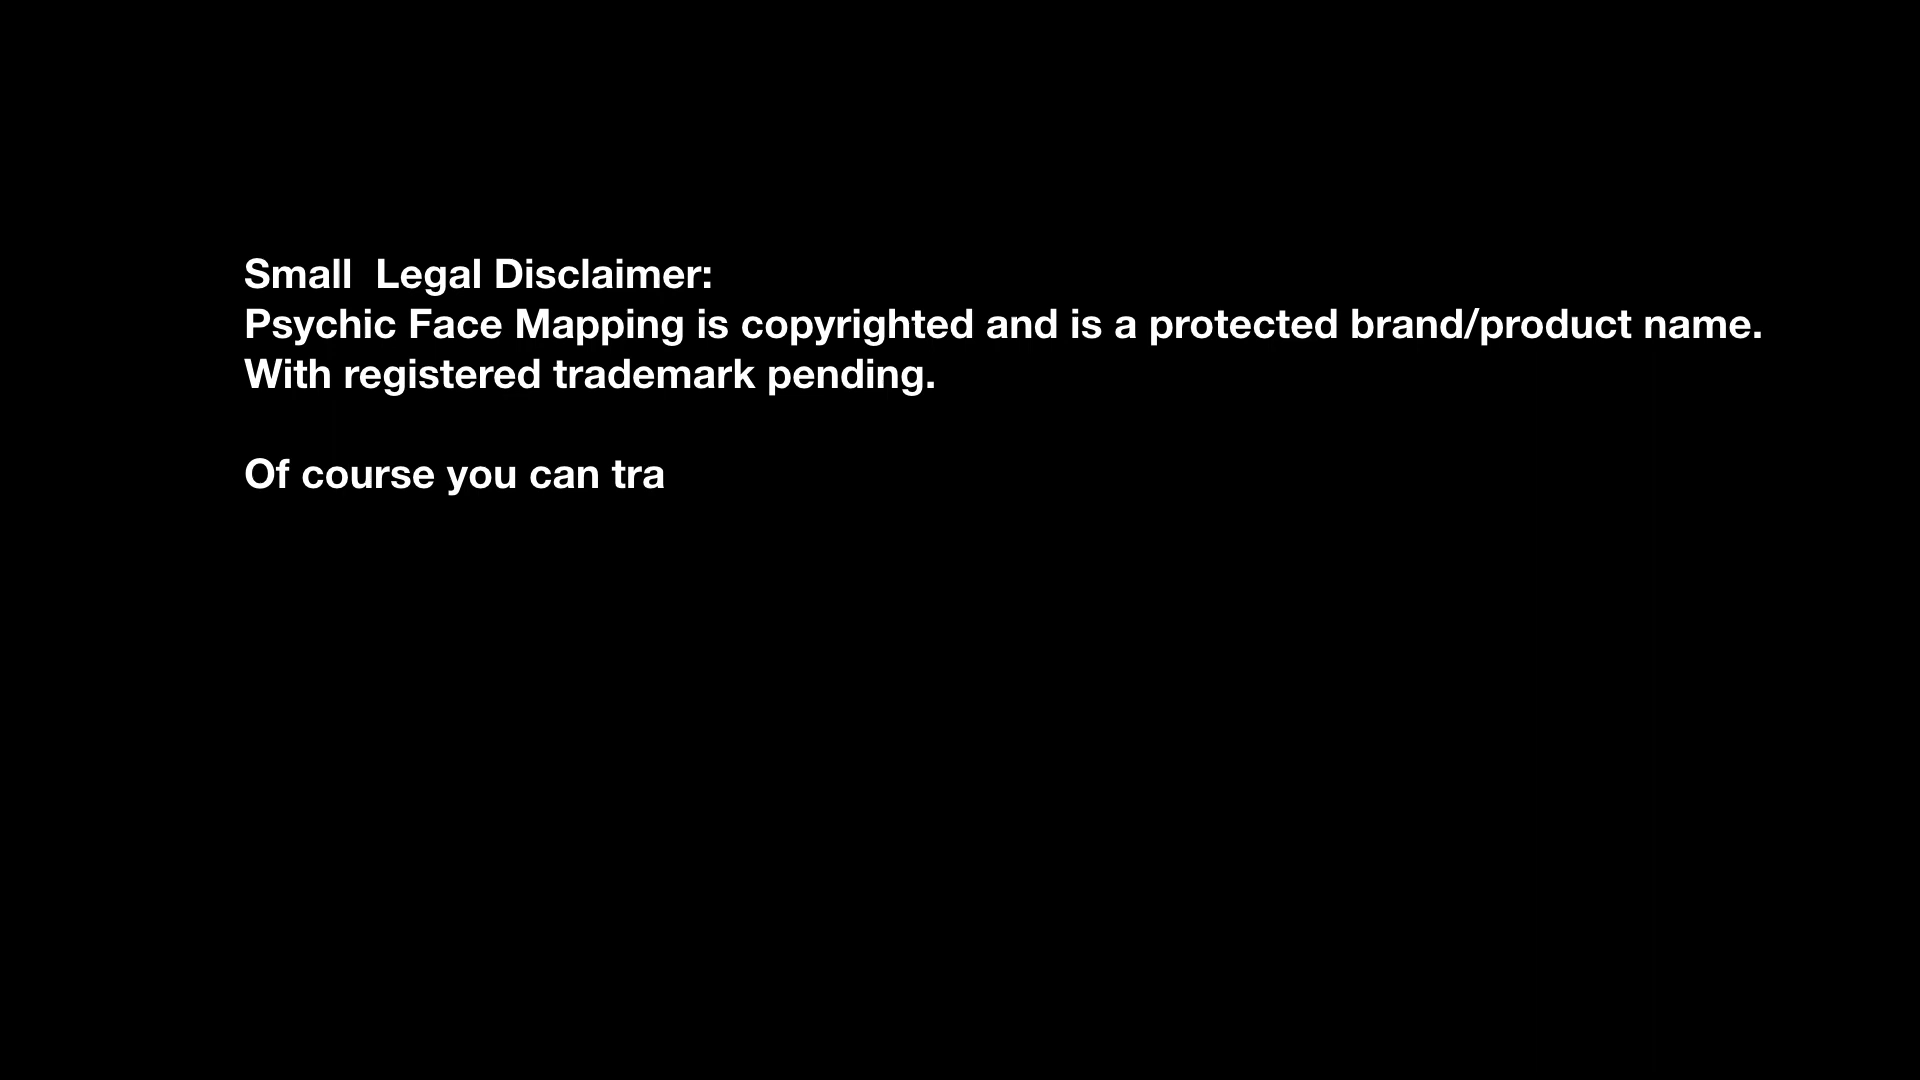 Small  Legal Disclaimer:
Psychic Face Mapping is copyrighted and is a protected brand/product name.
With registered trademark pending.
Of course you can tra